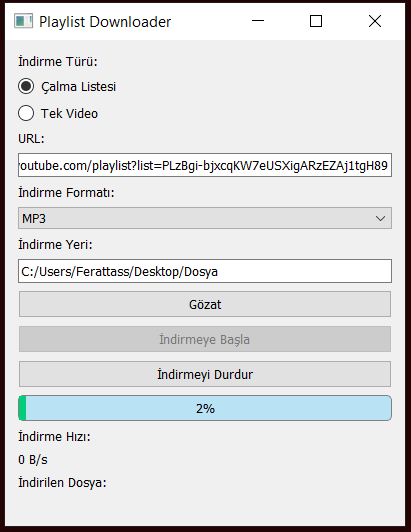 Playlist Downloader
İndirme Türü:
Çalma Listesi
Tek Video
URL:
outube.com/playlist?list=PLzBgi-bjxcqKW7eUSXigARzEZAj1tgH89
İndirme Formatı:
MP3
İndirme Yeri:
C:/Users/Ferattass/Desktop/Dosya
Gözat
İndirmeye Başla
İndirmeyi Durdur
2%
İndirme Hızı:
0 B/s
İndirilen Dosya: